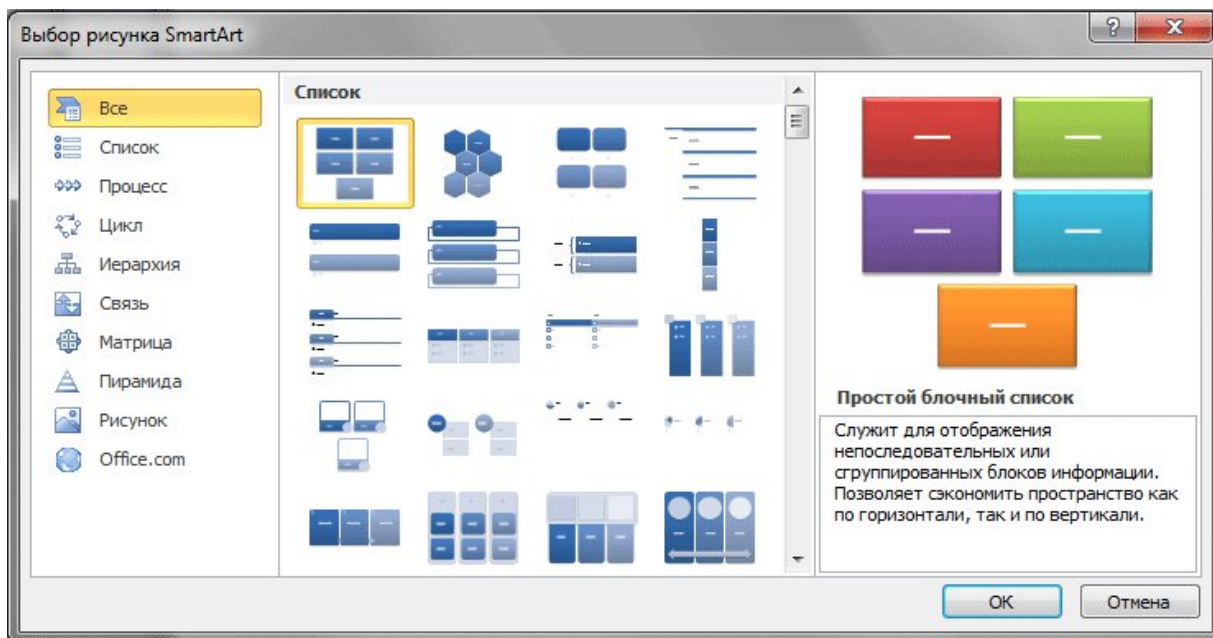 Выбор рисунка SmartArt
Все
Список
Процесс
Цикл
Иерархия
Связь
Матрица
Пирамида
Рисунок
Office.com
Список
Простой блочный список
Служит для отображения
непоследовательных или
сгруппированных блоков информации.
Позволяет сэкономить пространство как
по горизонтали, так и по вертикали.
ОК
Отмена